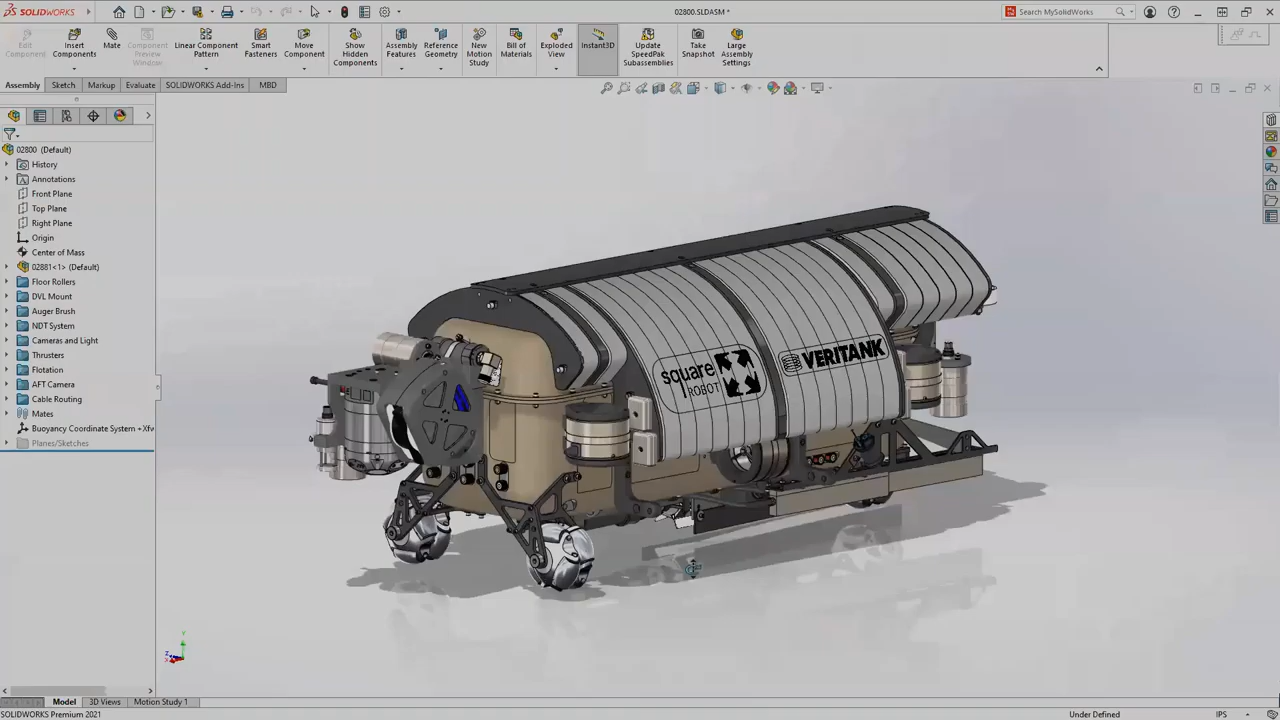 SOLIDWORKS
02800.SLDASM *
Search MySolidWorks
Edit Component
Insert Components
Mate
Component Preview Window
Linear Component Pattern
Smart Fasteners
Move Component
Show Hidden Components
Assembly Features
Reference Geometry
New Motion Study
Bill of Materials
Exploded View
Instant3D
Update SpeedPak Subassemblies
Take Snapshot
Large Assembly Settings
Assembly
Sketch
Markup
Evaluate
SOLIDWORKS Add-Ins
MBD
02800 (Default)
History
Annotations
Front Plane
Top Plane
Right Plane
Origin
Center of Mass
02881<1> (Default)
Floor Rollers
DVL Mount
Auger Brush
NDT System
Cameras and Light
Thrusters
Flotation
AFT Camera
Cable Routing
Mates
Buoyancy Coordinate System +Xfw
Planes/Sketches
square
ROBOT
VERITANK
Y
Z
X
Model
3D Views
Motion Study 1
SOLIDWORKS Premium 2021
Under Defined
IPS